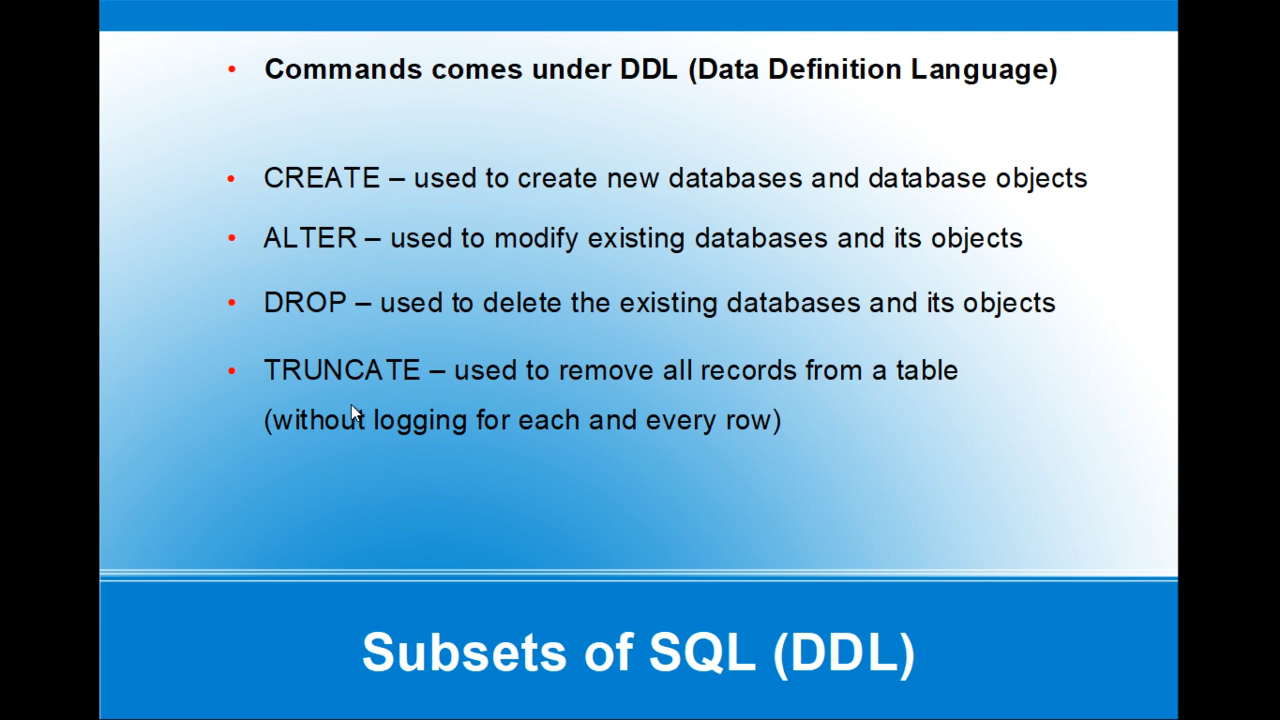 • Commands comes under DDL (Data Definition Language)
• CREATE – used to create new databases and database objects
• ALTER – used to modify existing databases and its objects
• DROP – used to delete the existing databases and its objects
• TRUNCATE – used to remove all records from a table
(without logging for each and every row)
Subsets of SQL (DDL)